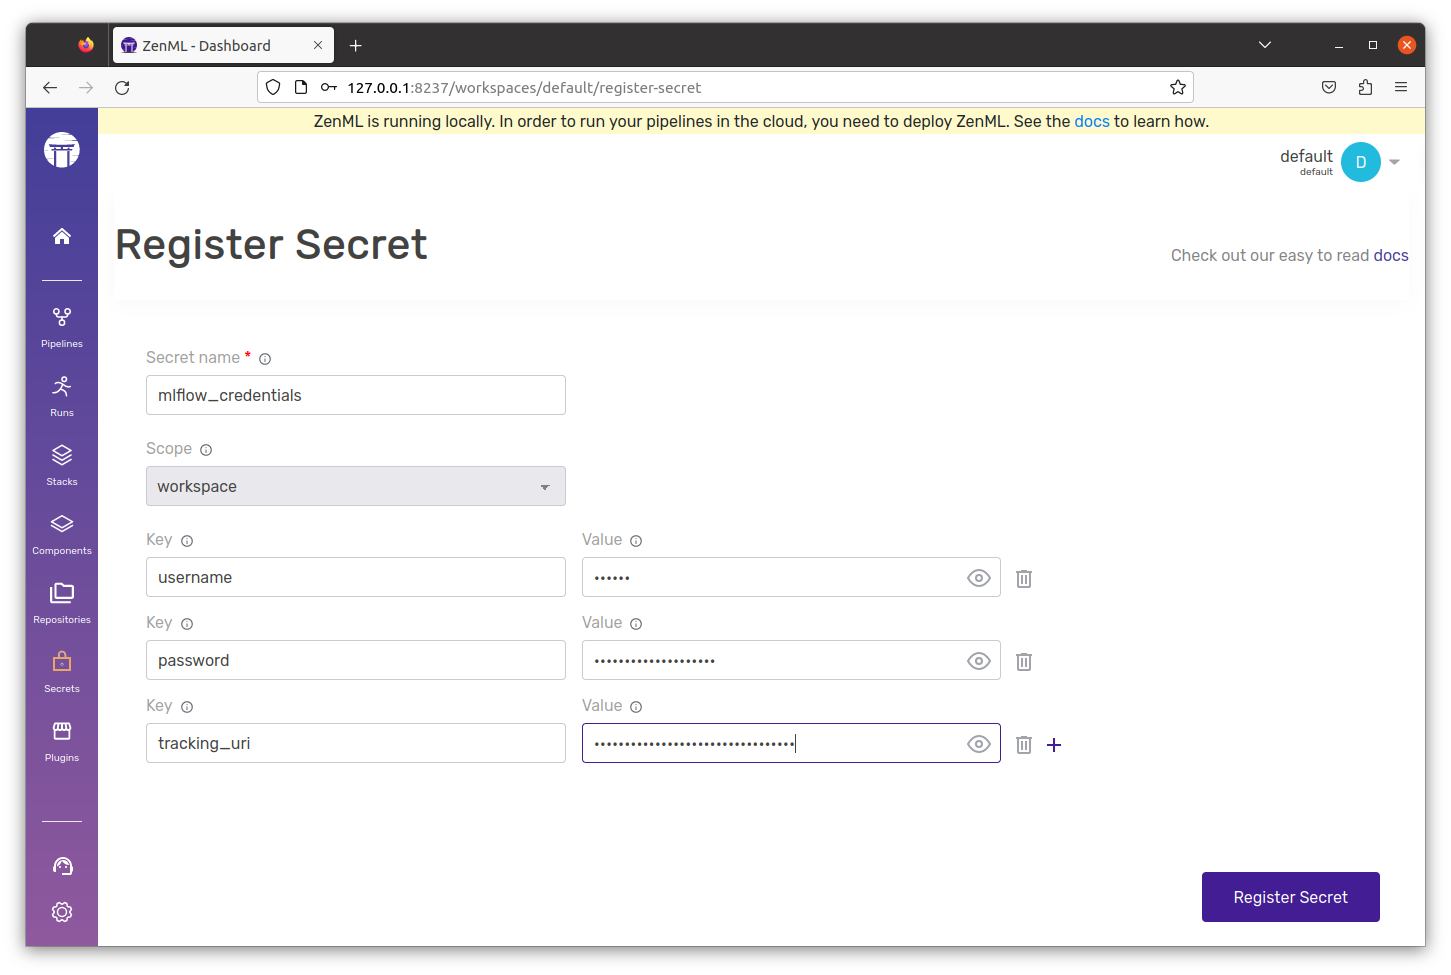 ZenML - Dashboard
127.0.0.1:8237/workspaces/default/register-secret
ZenML is running locally. In order to run your pipelines in the cloud, you need to deploy ZenML. See the docs to learn how.
default
default
D
Register Secret
Check out our easy to read docs
Pipelines
Runs
Stacks
Components
Repositories
Secrets
Plugins
Secret name *
mlflow_credentials
Scope
workspace
Key
Value
username
••••••
Key
Value
password
••••••••••••••••••••
Key
Value
tracking_uri
•••••••••••••••••••••••••••••••••
Register Secret